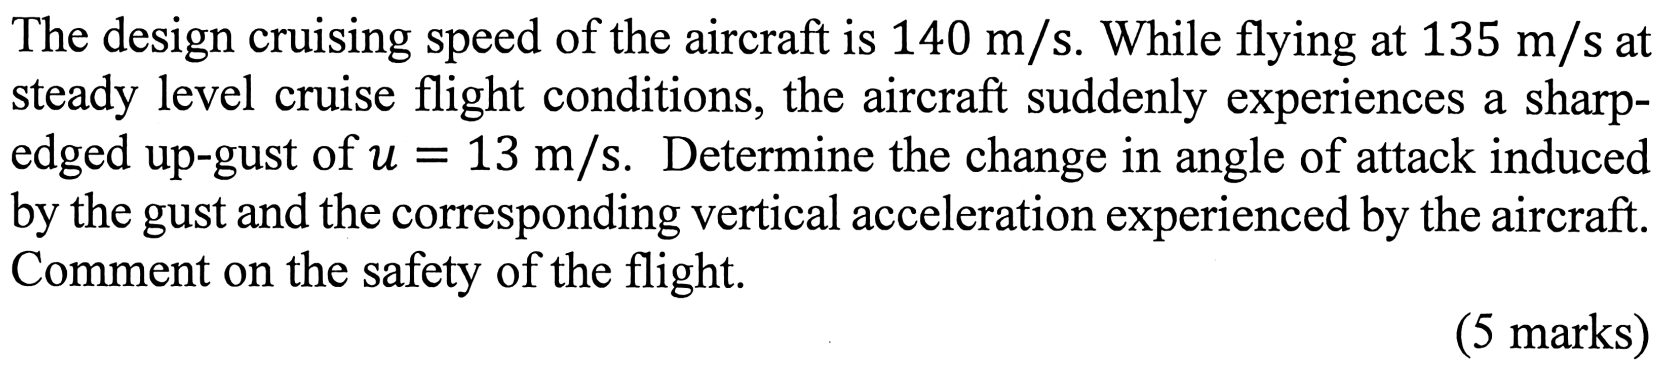 The design cruising speed of the aircraft is 140 m/s. While flying at 135 m/s at
steady level cruise flight conditions, the aircraft suddenly experiences a sharp-
edged up-gust of u = 13 m/s. Determine the change in angle of attack induced
by the gust and the corresponding vertical acceleration experienced by the aircraft.
Comment on the safety of the flight.
(5 marks)